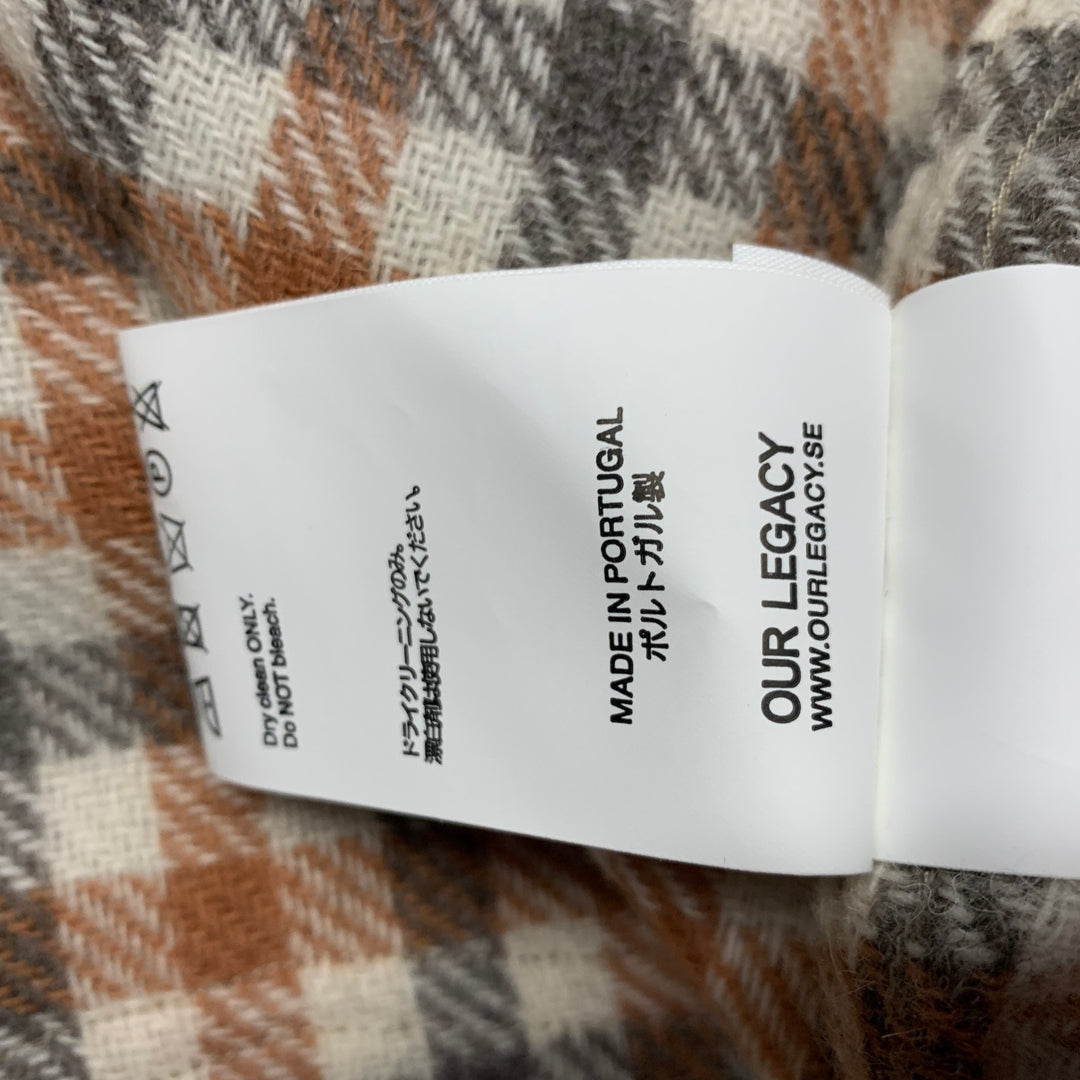 Dry clean ONLY.
Do NOT bleach.
ドライクリーニングのみ。
漂白剤は使用しないでください。
MADE IN PORTUGAL
ポルトガル製
OUR LEGACY
WWW.OURLEGACY.SE